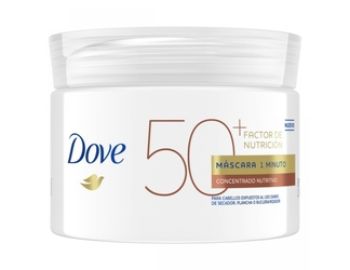 50+
FACTOR DE
NUTRICIÓN
Dove
MÁSCARA 1 MINUTO
CONCENTRADO NUTRITIVO
PARA CABELLOS EXPUESTOS AL USO DIARIO
DE SECADOR, PLANCHA O BUCLEADOR